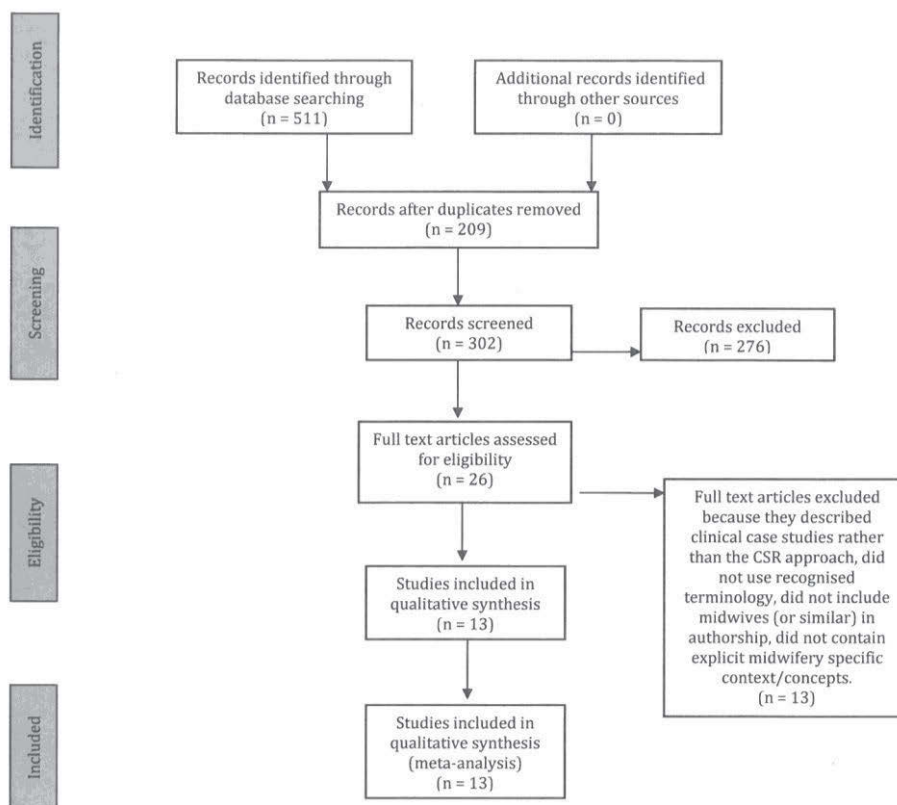 Identification
Records identified through
database searching
(n = 511)
Additional records identified
through other sources
(n = 0)
Records after duplicates removed
(n = 209)
Screening
Records screened
(n = 302)
Records excluded
(n = 276)
Full text articles assessed
for eligibility
(n = 26)
Eligibility
Full text articles excluded
because they described
clinical case studies rather
than the CSR approach, did
not use recognised
terminology, did not include
midwives (or similar) in
authorship, did not contain
explicit midwifery specific
context/concepts.
(n = 13)
Studies included in
qualitative synthesis
(n = 13)
Included
Studies included in
qualitative synthesis
(meta-analysis)
(n = 13)